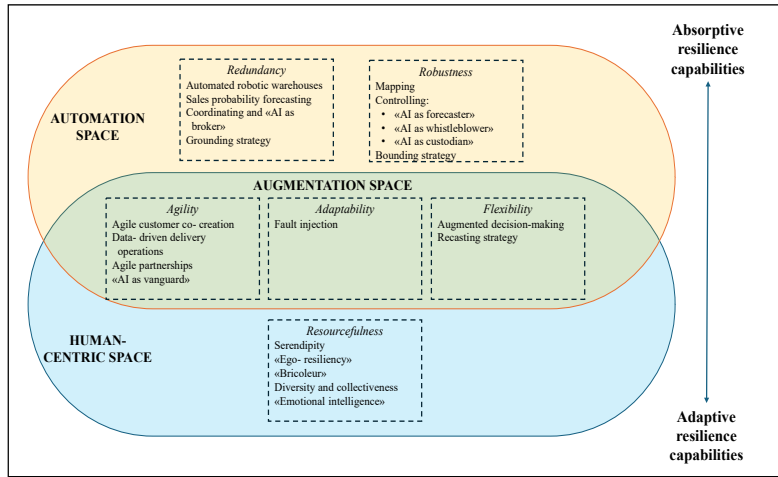 Absorptive
resilience
capabilities
AUTOMATION
SPACE
Redundancy
Automated robotic warehouses
Sales probability forecasting
Coordinating and «AI as
broker»
Grounding strategy
Robustness
Mapping
Controlling:
• «AI as forecaster»
• «AI as whistleblower»
• «AI as custodian»
Bounding strategy
AUGMENTATION SPACE
Agility
Agile customer co- creation
Data- driven delivery
operations
Agile partnerships
«AI as vanguard»
Adaptability
Fault injection
Flexibility
Augmented decision-making
Recasting strategy
HUMAN-
CENTRIC SPACE
Resourcefulness
Serendipity
«Ego- resiliency»
«Bricoleur»
Diversity and collectiveness
«Emotional intelligence»
Adaptive
resilience
capabilities